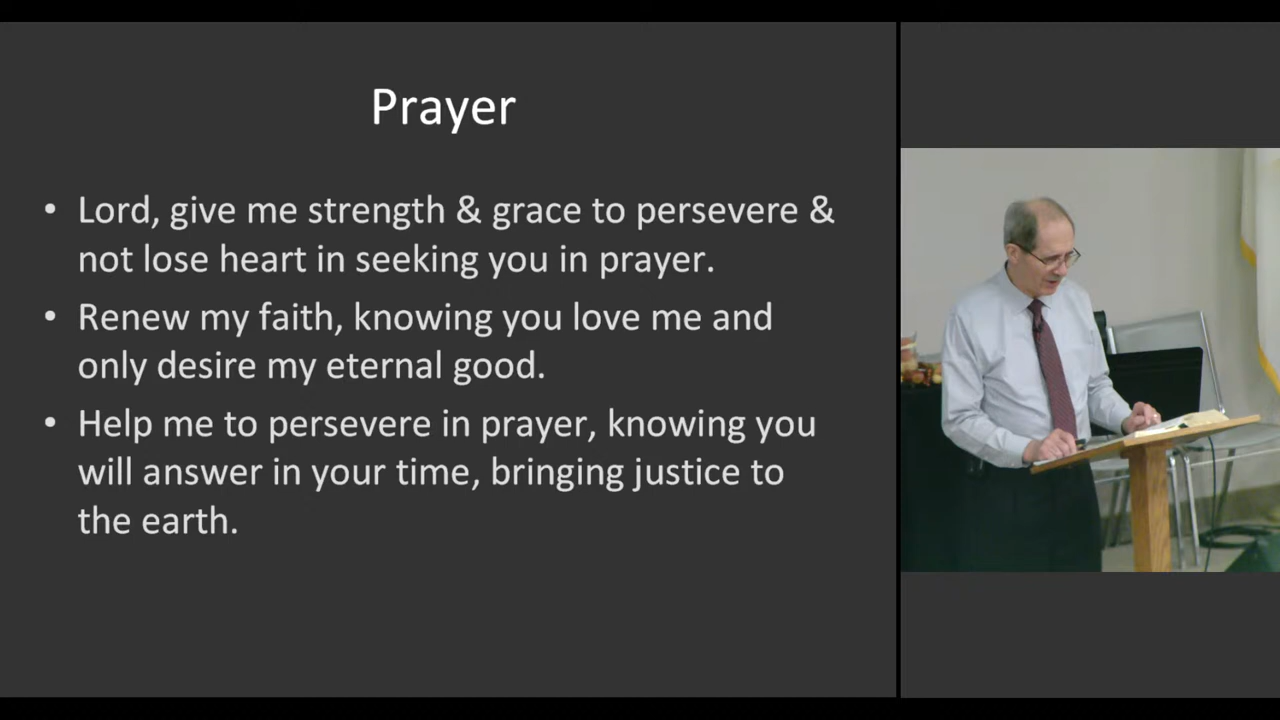 Prayer
• Lord, give me strength & grace to persevere &
not lose heart in seeking you in prayer.
• Renew my faith, knowing you love me and
only desire my eternal good.
• Help me to persevere in prayer, knowing you
will answer in your time, bringing justice to
the earth.